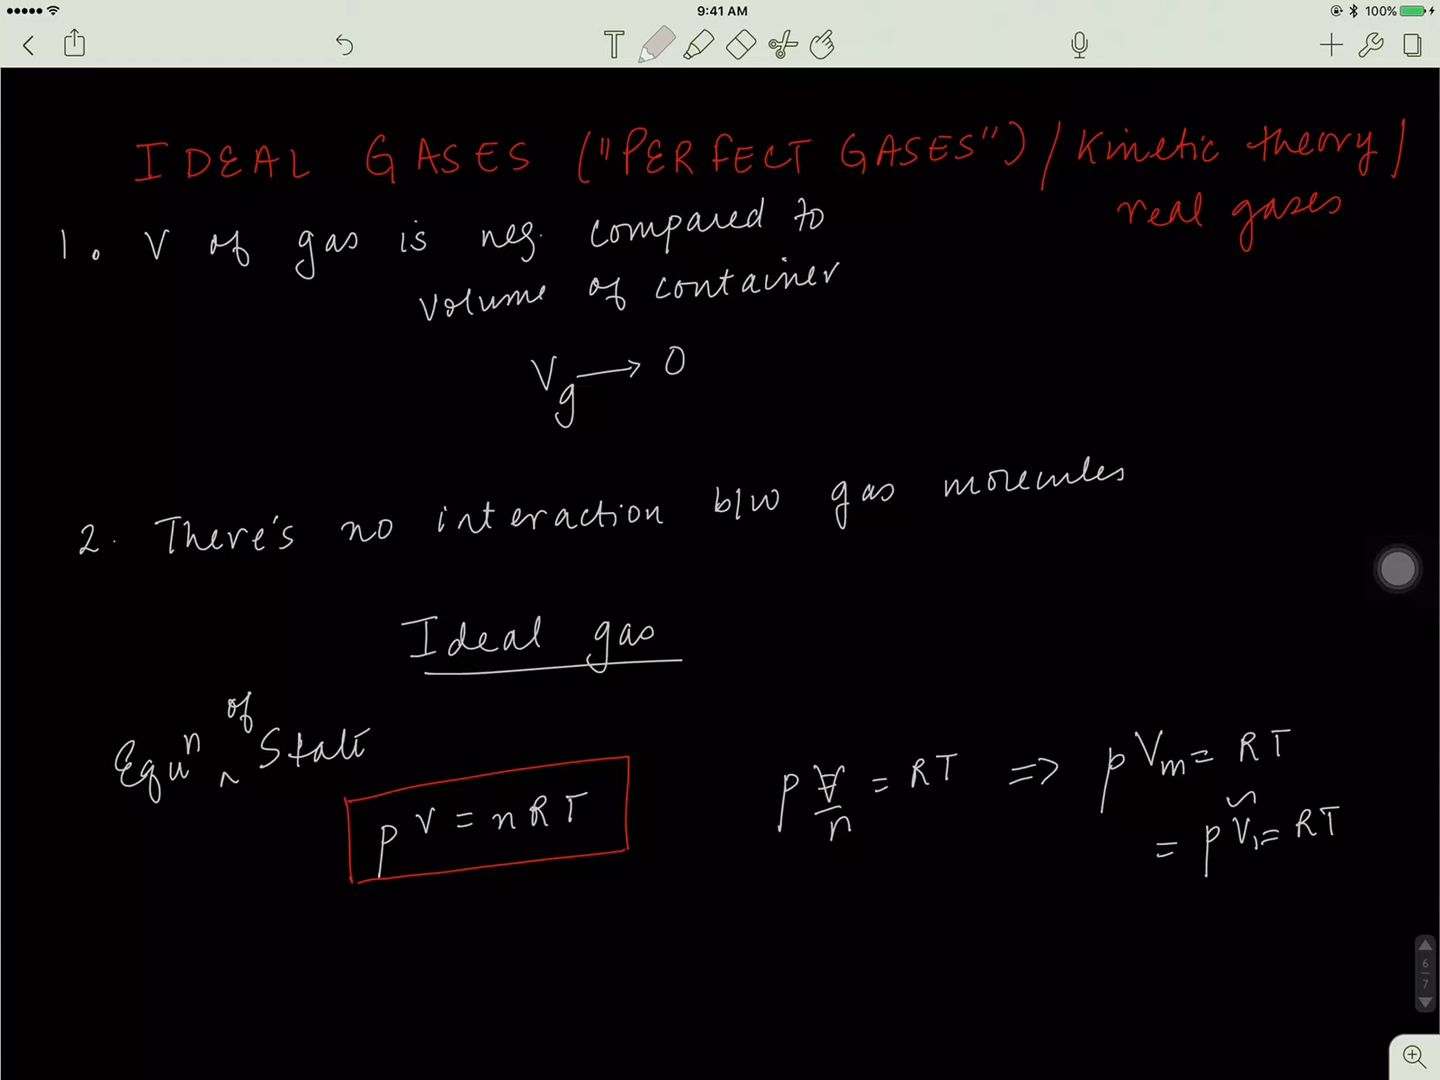 9:41 AM
100%
IDEAL GASES ("PERFECT GASES") / Kinetic theory /
real gases
1. V of gas is neg. compared to
volume of container
Vg → 0
2. There's no interaction b/w gas molecules
Ideal gas
Equⁿ of State
pV = nRT
p V/n = RT => pVm = RT
= pV, = RT
6
7